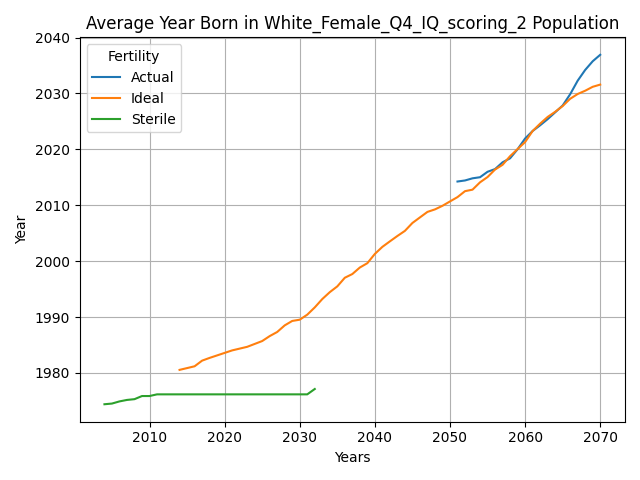 Average Year Born in White_Female_Q4_IQ_scoring_2 Population
Fertility
Actual
Ideal
Sterile
2040
2030
2020
2010
2000
1990
1980
Year
2010 2020 2030 2040 2050 2060 2070
Years